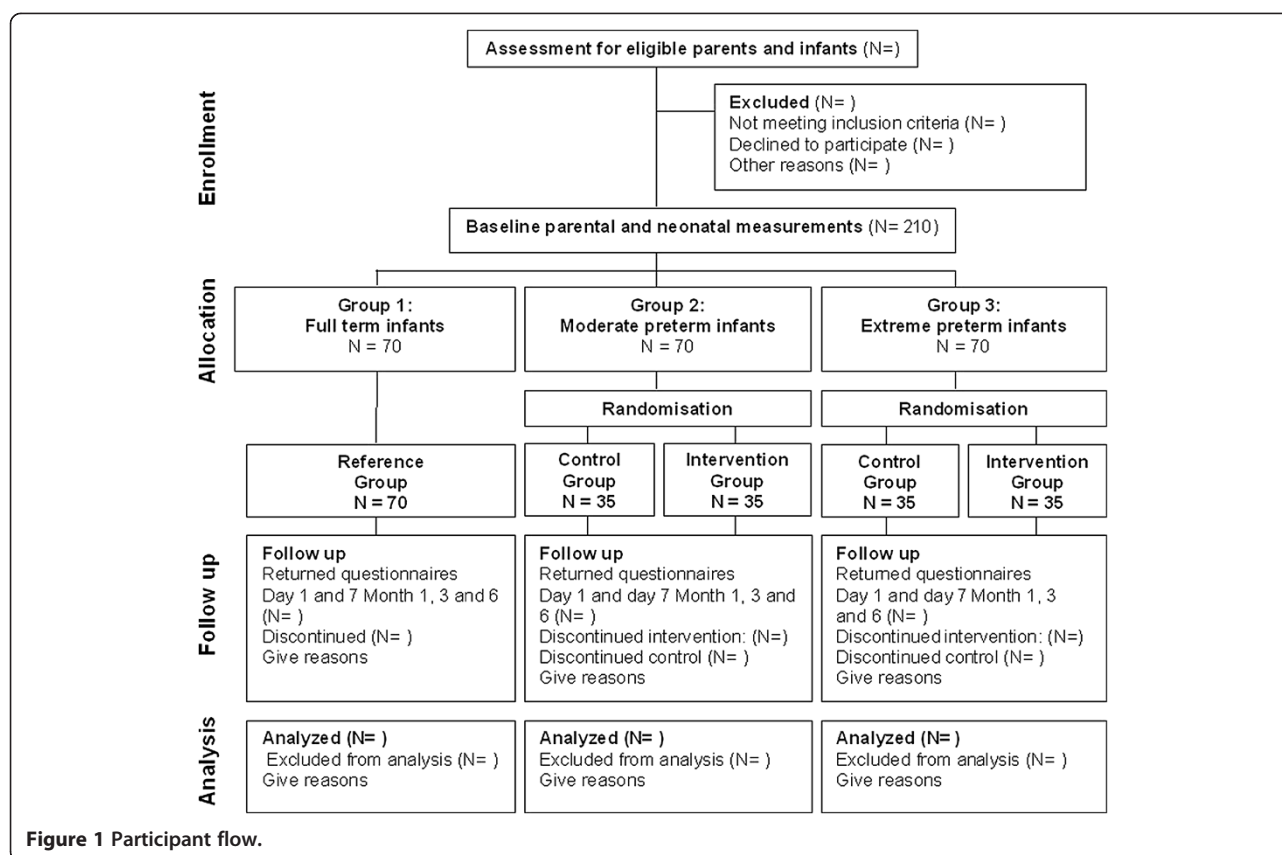 Assessment for eligible parents and infants (N=)
Enrollment
Excluded (N= )
Not meeting inclusion criteria (N= )
Declined to participate (N= )
Other reasons (N= )
Baseline parental and neonatal measurements (N= 210)
Allocation
Group 1:
Full term infants
N = 70
Group 2:
Moderate preterm infants
N = 70
Group 3:
Extreme preterm infants
N = 70
Randomisation
Randomisation
Reference
Group
N = 70
Control
Group
N = 35
Intervention
Group
N = 35
Control
Group
N = 35
Intervention
Group
N = 35
Follow up
Follow up
Returned questionnaires
Day 1 and 7 Month 1, 3 and 6
(N= )
Discontinued (N= )
Give reasons
Follow up
Returned questionnaires
Day 1 and day 7 Month 1, 3 and
6 (N= )
Discontinued intervention: (N=)
Discontinued control (N= )
Give reasons
Follow up
Returned questionnaires
Day 1 and day 7 Month 1, 3
and 6 (N= )
Discontinued intervention: (N=)
Discontinued control (N= )
Give reasons
Analysis
Analyzed (N= )
Excluded from analysis (N= )
Give reasons
Analyzed (N= )
Excluded from analysis (N= )
Give reasons
Analyzed (N= )
Excluded from analysis (N= )
Give reasons
Figure 1 Participant flow.